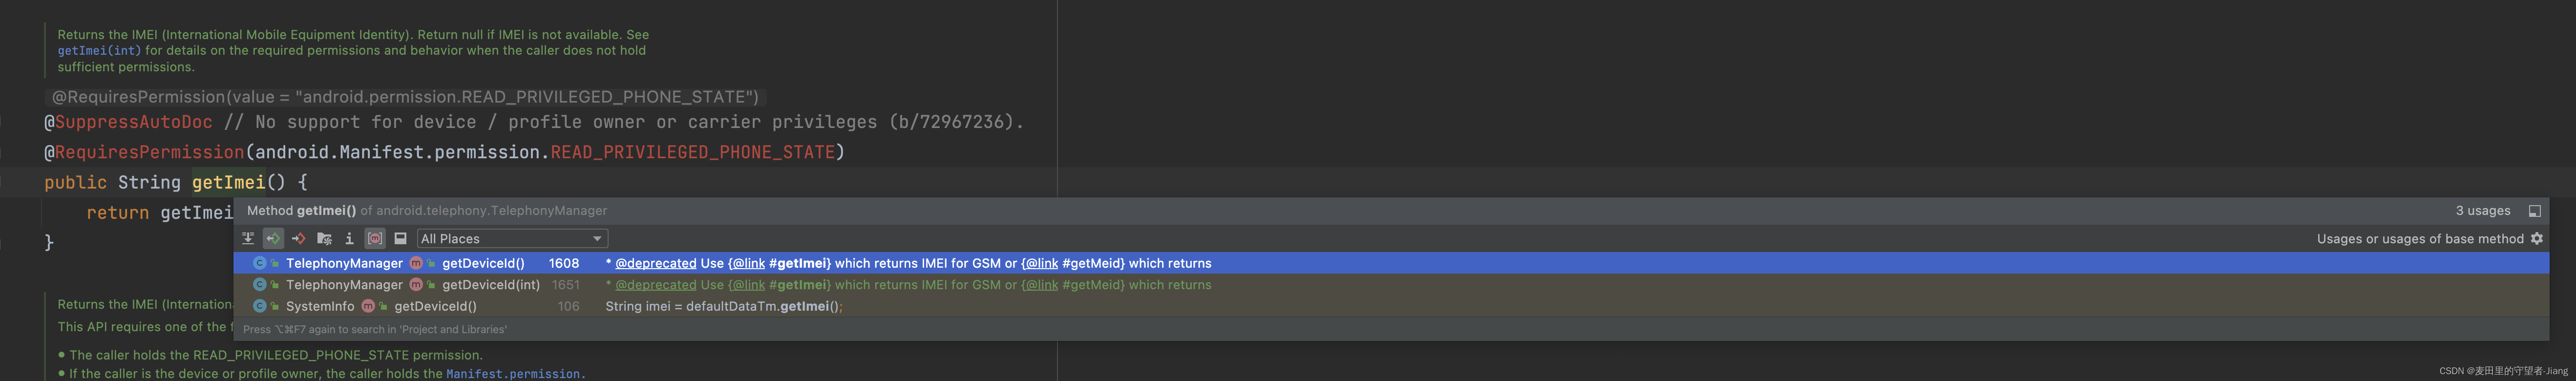 Returns the IMEI (International Mobile Equipment Identity). Return null if IMEI is not available. See
getImei(int) for details on the required permissions and behavior when the caller does not hold
sufficient permissions.
@RequiresPermission(value = "android.permission.READ_PRIVILEGED_PHONE_STATE")
@SuppressAutoDoc // No support for device / profile owner or carrier privileges (b/72967236).
@RequiresPermission(android.Manifest.permission.READ_PRIVILEGED_PHONE_STATE)
public String getImei() {
return getImei
Method getImei() of android.telephony.TelephonyManager 3 usages
}
All Places Usages or usages of base method
TelephonyManager getDeviceId() 1608 * @deprecated Use {@link #getImei} which returns IMEI for GSM or {@link #getMeid} which returns
TelephonyManager getDeviceId(int) 1651 * @deprecated Use {@link #getImei} which returns IMEI for GSM or {@link #getMeid} which returns
SystemInfo getDeviceId() 106 String imei = defaultDataTm.getImei();
Returns the IMEI (Internationa
This API requires one of the f
Press ⌥⌘F7 again to search in 'Project and Libraries'
● The caller holds the READ_PRIVILEGED_PHONE_STATE permission.
● If the caller is the device or profile owner, the caller holds the Manifest.permission.
CSDN @麦田里的守望者-Jiang